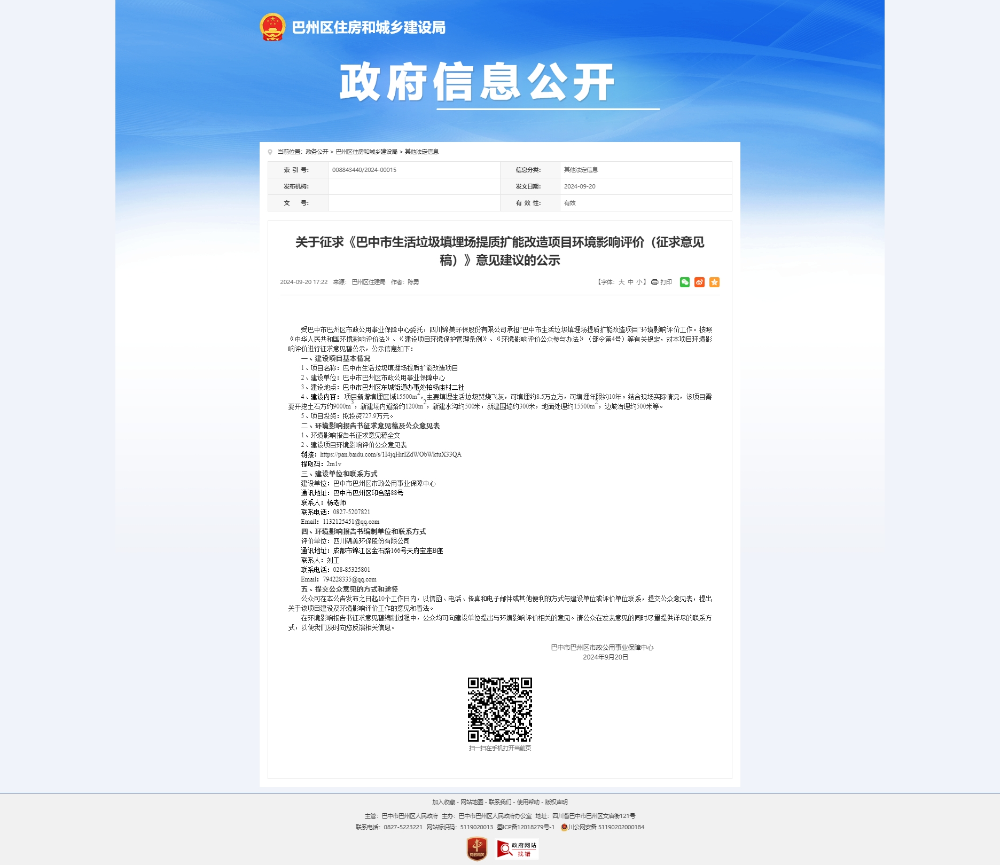 巴州区住房和城乡建设局
政府信息公开
当前位置：政务公开 > 巴州区住房和城乡建设局 > 其他法定信息
索 引 号： 008843440/2024-00015 信息分类： 其他法定信息
发布机构： 发文日期： 2024-09-20
文 号： 有 效 性： 有效
关于征求《巴中市生活垃圾填埋场提质扩能改造项目环境影响评价（征求意见
稿）》意见建议的公示
2024-09-20 17:22 来源： 巴州区住建局 作者：陈勇 【字体：大 中 小】 打印
受巴中市巴州区市政公用事业保障中心委托，四川锦美环保股份有限公司承担“巴中市生活垃圾填埋场提质扩能改造项目”环境影响评价工作。按照
《中华人民共和国环境影响评价法》、《建设项目环境保护管理条例》、《环境影响评价公众参与办法》（部令第4号）等有关规定，对本项目环境影
响评价进行征求意见稿公示，公示信息如下：
一、建设项目基本情况
1、项目名称：巴中市生活垃圾填埋场提质扩能改造项目
2、建设单位：巴中市巴州区市政公用事业保障中心
3、建设地点：巴中市巴州区东城街道办事处柏杨庙村二社
4、建设内容： 项目新增填埋区域15500m²，主要填埋生活垃圾焚烧飞灰，可填埋约8.5万立方，可填埋年限约10年。结合现场实际情况，该项目需
要开挖土石方约9000m³，新建场内道路约1200m²，新建水沟约500米，新建围墙约300米，地面处理约15500m²，边坡治理约500米等。
5、项目投资：拟投资727.9万元。
二、环境影响报告书征求意见稿及公众意见表
1、环境影响报告书征求意见稿全文
2、建设项目环境影响评价公众意见表
链接：https://pan.baidu.com/s/1I4jqHirIZdWObWktuX33QA
提取码：2m1v
三、建设单位和联系方式
建设单位：巴中市巴州区市政公用事业保障中心
通讯地址：巴中市巴州区印合路88号
联系人：杨老师
联系电话：0827-5207821
Email：1132125451@qq.com
四、环境影响报告书编制单位和联系方式
评价单位：四川锦美环保股份有限公司
通讯地址：成都市锦江区金石路166号天府宝座B座
联系人：刘工
联系电话：028-85325801
Email：794228335@qq.com
五、提交公众意见的方式和途径
公众可在本公告发布之日起10个工作日内，以信函、电话、传真和电子邮件或其他便利的方式与建设单位或评价单位联系，提交公众意见表，提出
关于该项目建设及环境影响评价工作的意见和看法。
在环境影响报告书征求意见稿编制过程中，公众均可向建设单位提出与环境影响评价相关的意见。请公众在发表意见的同时尽量提供详尽的联系方
式，以便我们及时向您反馈相关信息。
巴中市巴州区市政公用事业保障中心
2024年9月20日
扫一扫在手机打开当前页
加入收藏 - 网站地图 - 联系我们 - 使用帮助 - 版权声明
主管：巴中市巴州区人民政府 主办：巴中市巴州区人民政府办公室 地址：四川省巴中市巴州区文庙街121号
联系电话：0827-5223221 网站标识码：5119020013 蜀ICP备12018279号-1 川公网安备 51190202000184
党政机关 政府网站
找错